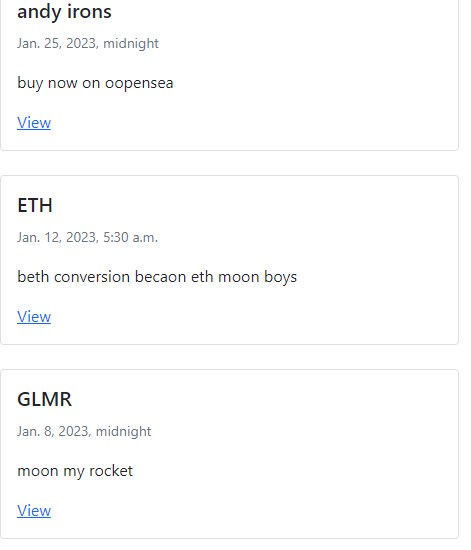 andy irons
Jan. 25, 2023, midnight
buy now on oopensea
View
ETH
Jan. 12, 2023, 5:30 a.m.
beth conversion becaon eth moon boys
View
GLMR
Jan. 8, 2023, midnight
moon my rocket
View